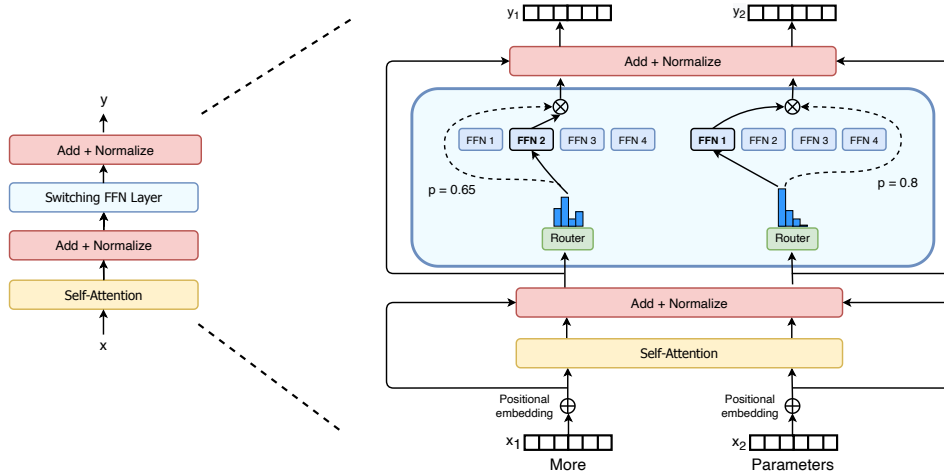 y
Add + Normalize
Switching FFN Layer
Add + Normalize
Self-Attention
x
y1 y2
Add + Normalize
FFN 1 FFN 2 FFN 3 FFN 4 FFN 1 FFN 2 FFN 3 FFN 4
p = 0.65 p = 0.8
Router Router
Add + Normalize
Self-Attention
Positional Positional
embedding embedding
x1 x2
More Parameters